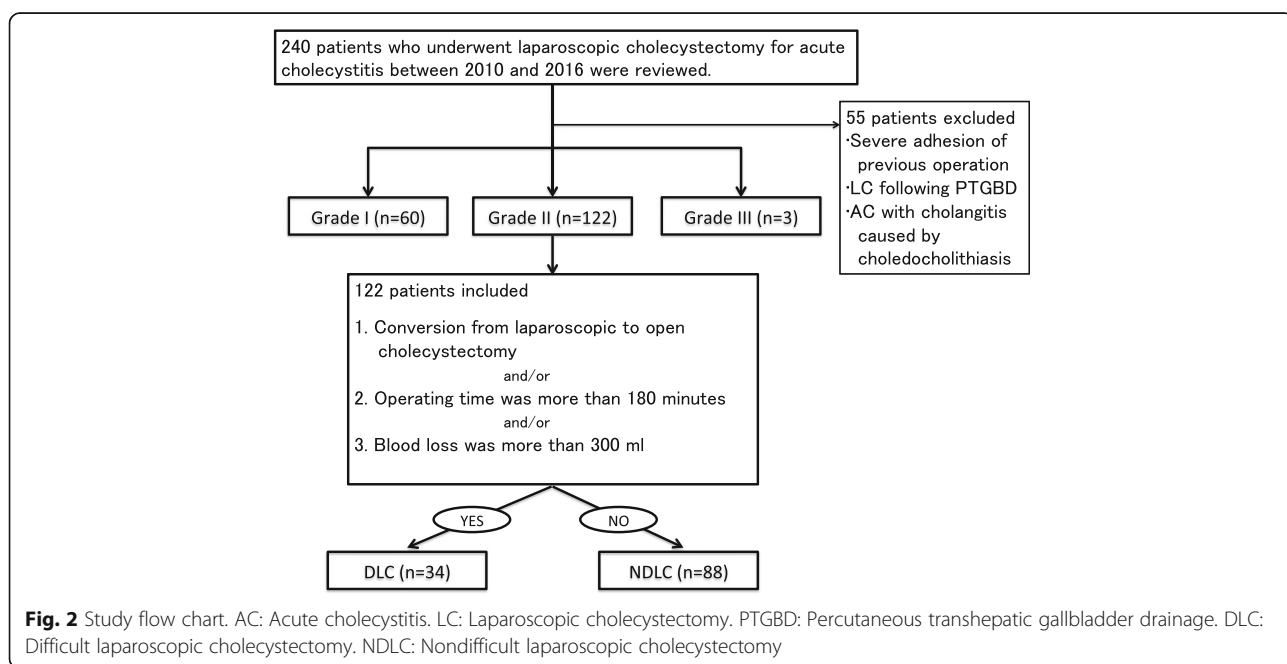 240 patients who underwent laparoscopic cholecystectomy for acute
cholecystitis between 2010 and 2016 were reviewed.
55 patients excluded
·Severe adhesion of
previous operation
·LC following PTGBD
·AC with cholangitis
caused by
choledocholithiasis
Grade I (n=60)
Grade II (n=122)
Grade III (n=3)
122 patients included
1. Conversion from laparoscopic to open
cholecystectomy
and/or
2. Operating time was more than 180 minutes
and/or
3. Blood loss was more than 300 ml
YES
NO
DLC (n=34)
NDLC (n=88)
Fig. 2 Study flow chart. AC: Acute cholecystitis. LC: Laparoscopic cholecystectomy. PTGBD: Percutaneous transhepatic gallbladder drainage. DLC:
Difficult laparoscopic cholecystectomy. NDLC: Nondifficult laparoscopic cholecystectomy